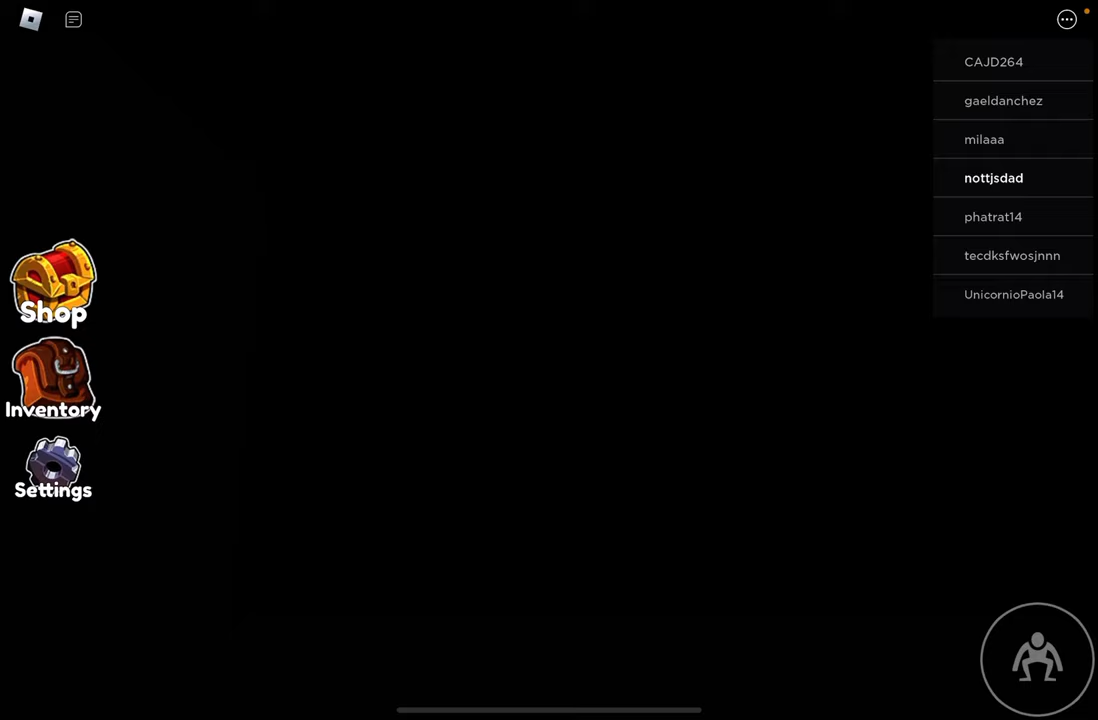 CAJD264
gaeldanchez
milaaa
nottjsdad
phatrat14
tecdksfwosjnnn
UnicornioPaola14
Shop
Inventory
Settings